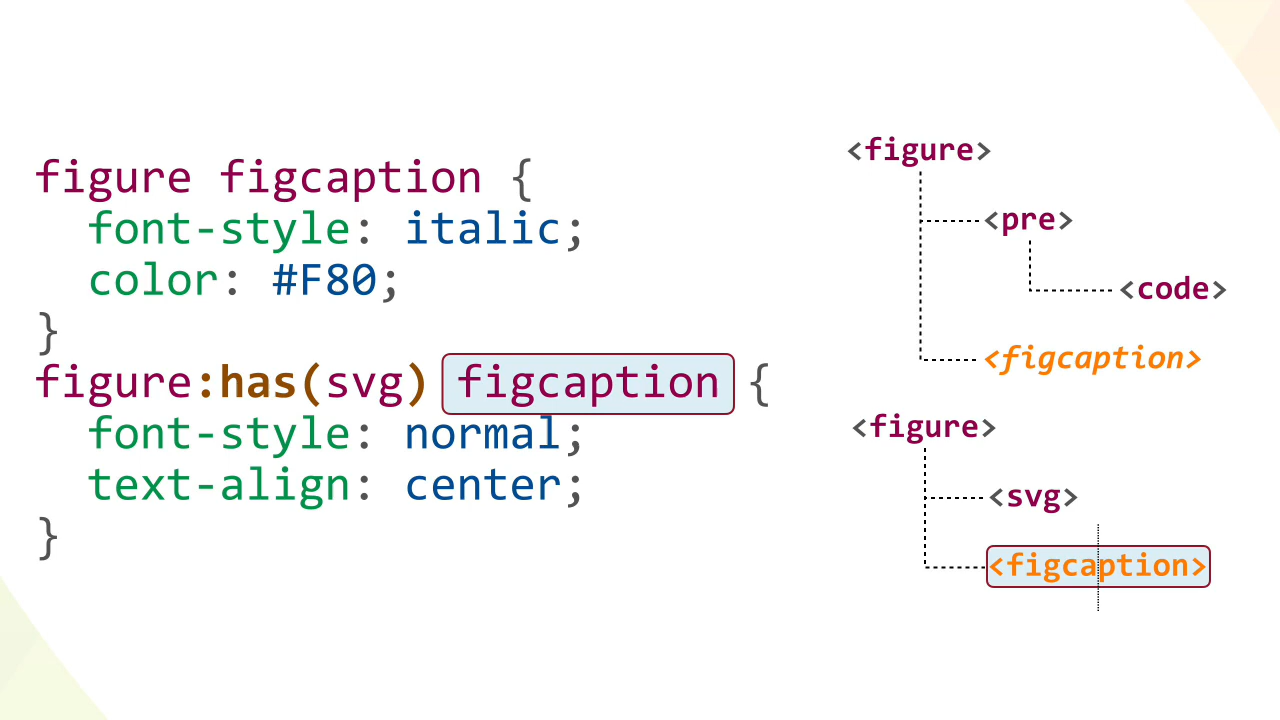 figure figcaption {
  font-style: italic;
  color: #F80;
}
figure:has(svg) figcaption {
  font-style: normal;
  text-align: center;
}
<figure>
<pre>
<code>
<figcaption>
<figure>
<svg>
<figcaption>